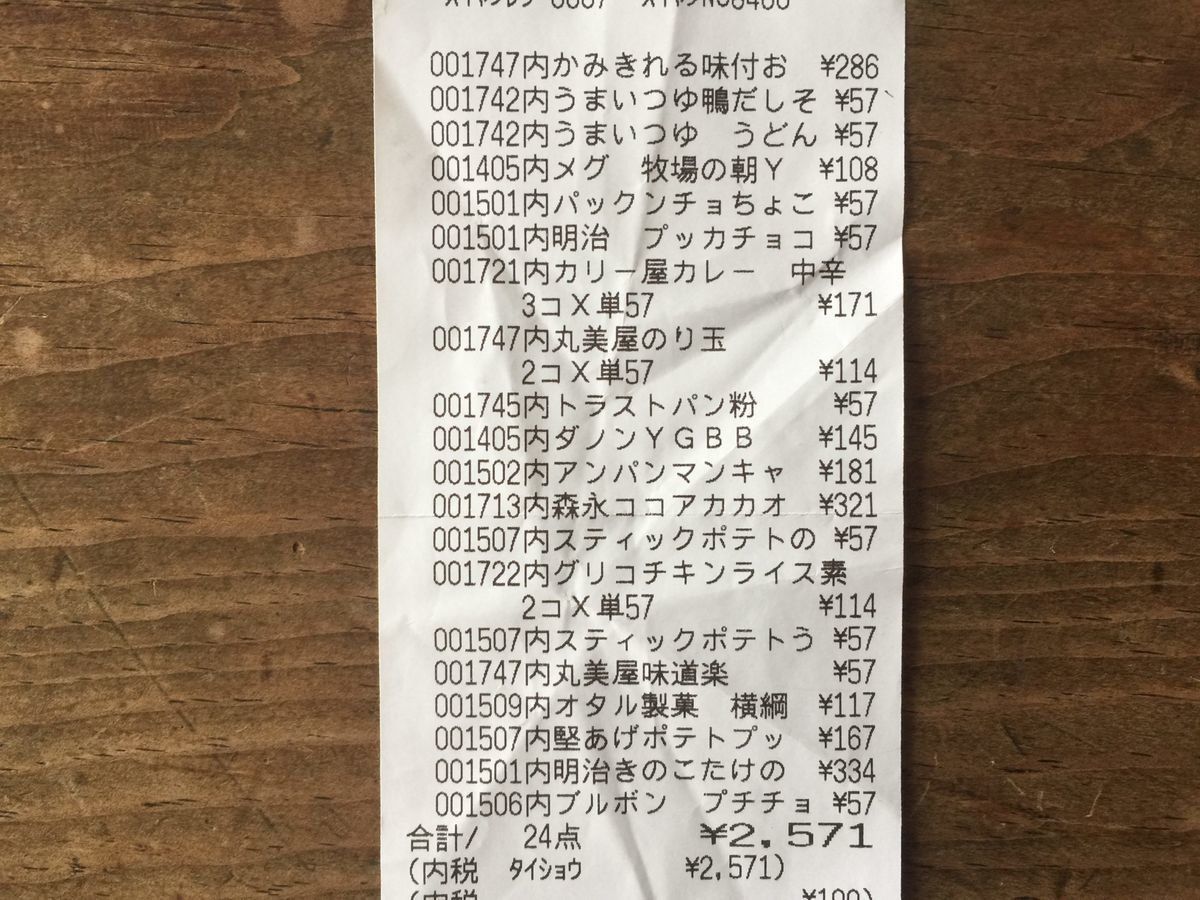 001747内かみきれる味付お ¥286
001742内うまいつゆ鴨だしそ ¥57
001742内うまいつゆ　うどん ¥57
001405内メグ　牧場の朝Y ¥108
001501内パックンチョちょこ ¥57
001501内明治　プッカチョコ ¥57
001721内カリー屋カレー　中辛
3コX単57 ¥171
001747内丸美屋のり玉
2コX単57 ¥114
001745内トラストパン粉 ¥57
001405内ダノンYGBB ¥145
001502内アンパンマンキャ ¥181
001713内森永ココアカカオ ¥321
001507内スティックポテトの ¥57
001722内グリコチキンライス素
2コX単57 ¥114
001507内スティックポテトう ¥57
001747内丸美屋味道楽 ¥57
001509内オタル製菓　横綱 ¥117
001507内堅あげポテトプッ ¥167
001501内明治きのこたけの ¥334
001506内ブルボン　プチチョ ¥57
合計/ 24点 ¥2,571
(内税 タイショウ ¥2,571)
(内税